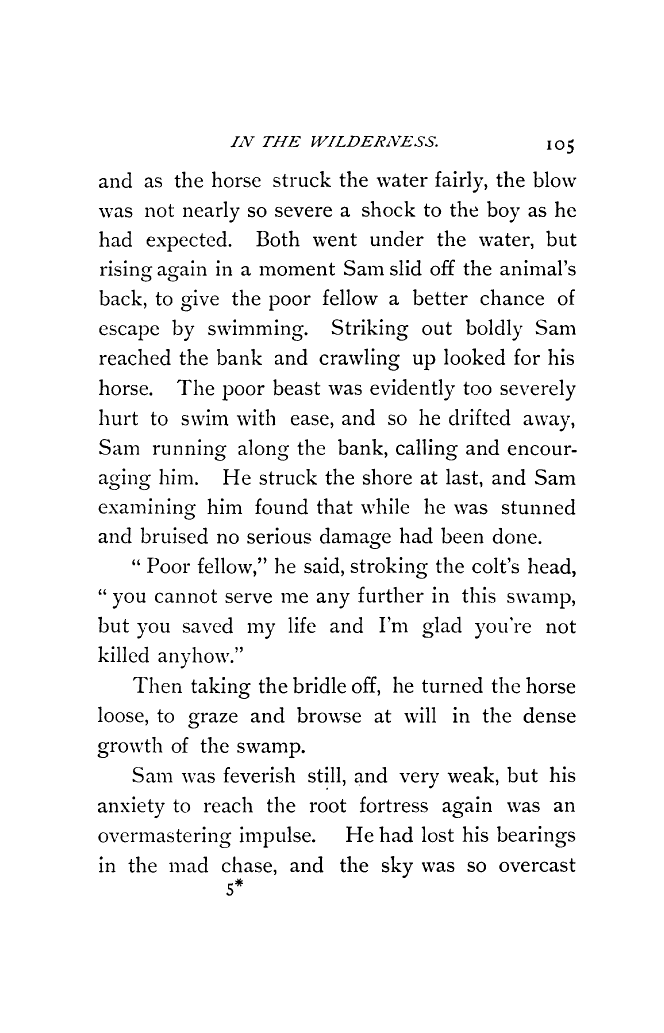 IN THE WILDERNESS. 105
and as the horse struck the water fairly, the blow
was not nearly so severe a shock to the boy as he
had expected. Both went under the water, but
rising again in a moment Sam slid off the animal's
back, to give the poor fellow a better chance of
escape by swimming. Striking out boldly Sam
reached the bank and crawling up looked for his
horse. The poor beast was evidently too severely
hurt to swim with ease, and so he drifted away,
Sam running along the bank, calling and encour-
aging him. He struck the shore at last, and Sam
examining him found that while he was stunned
and bruised no serious damage had been done.
" Poor fellow," he said, stroking the colt's head,
" you cannot serve me any further in this swamp,
but you saved my life and I'm glad you're not
killed anyhow."
Then taking the bridle off, he turned the horse
loose, to graze and browse at will in the dense
growth of the swamp.
Sam was feverish still, and very weak, but his
anxiety to reach the root fortress again was an
overmastering impulse. He had lost his bearings
in the mad chase, and the sky was so overcast
5*